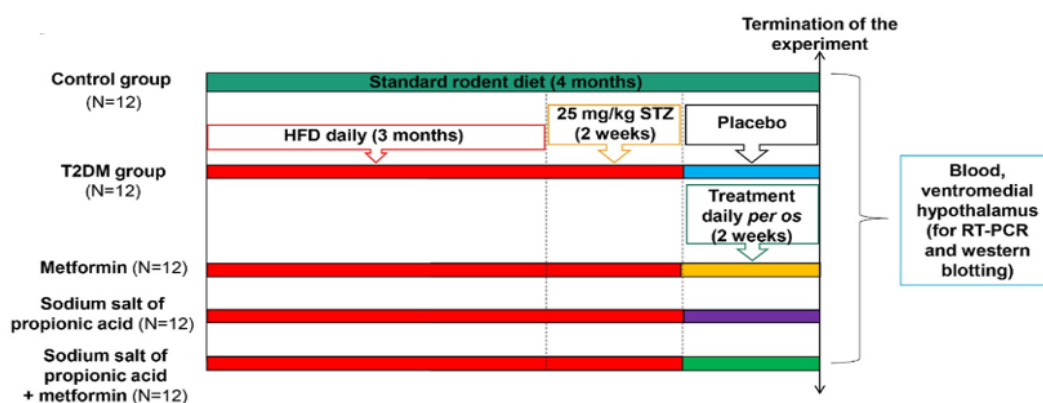 Termination of the
experiment
Control group
(N=12)
Standard rodent diet (4 months)
HFD daily (3 months)
25 mg/kg STZ
(2 weeks)
Placebo
T2DM group
(N=12)
Treatment
daily per os
(2 weeks)
Metformin (N=12)
Sodium salt of
propionic acid (N=12)
Sodium salt of
propionic acid
+ metformin (N=12)
Blood,
ventromedial
hypothalamus
(for RT-PCR
and western
blotting)